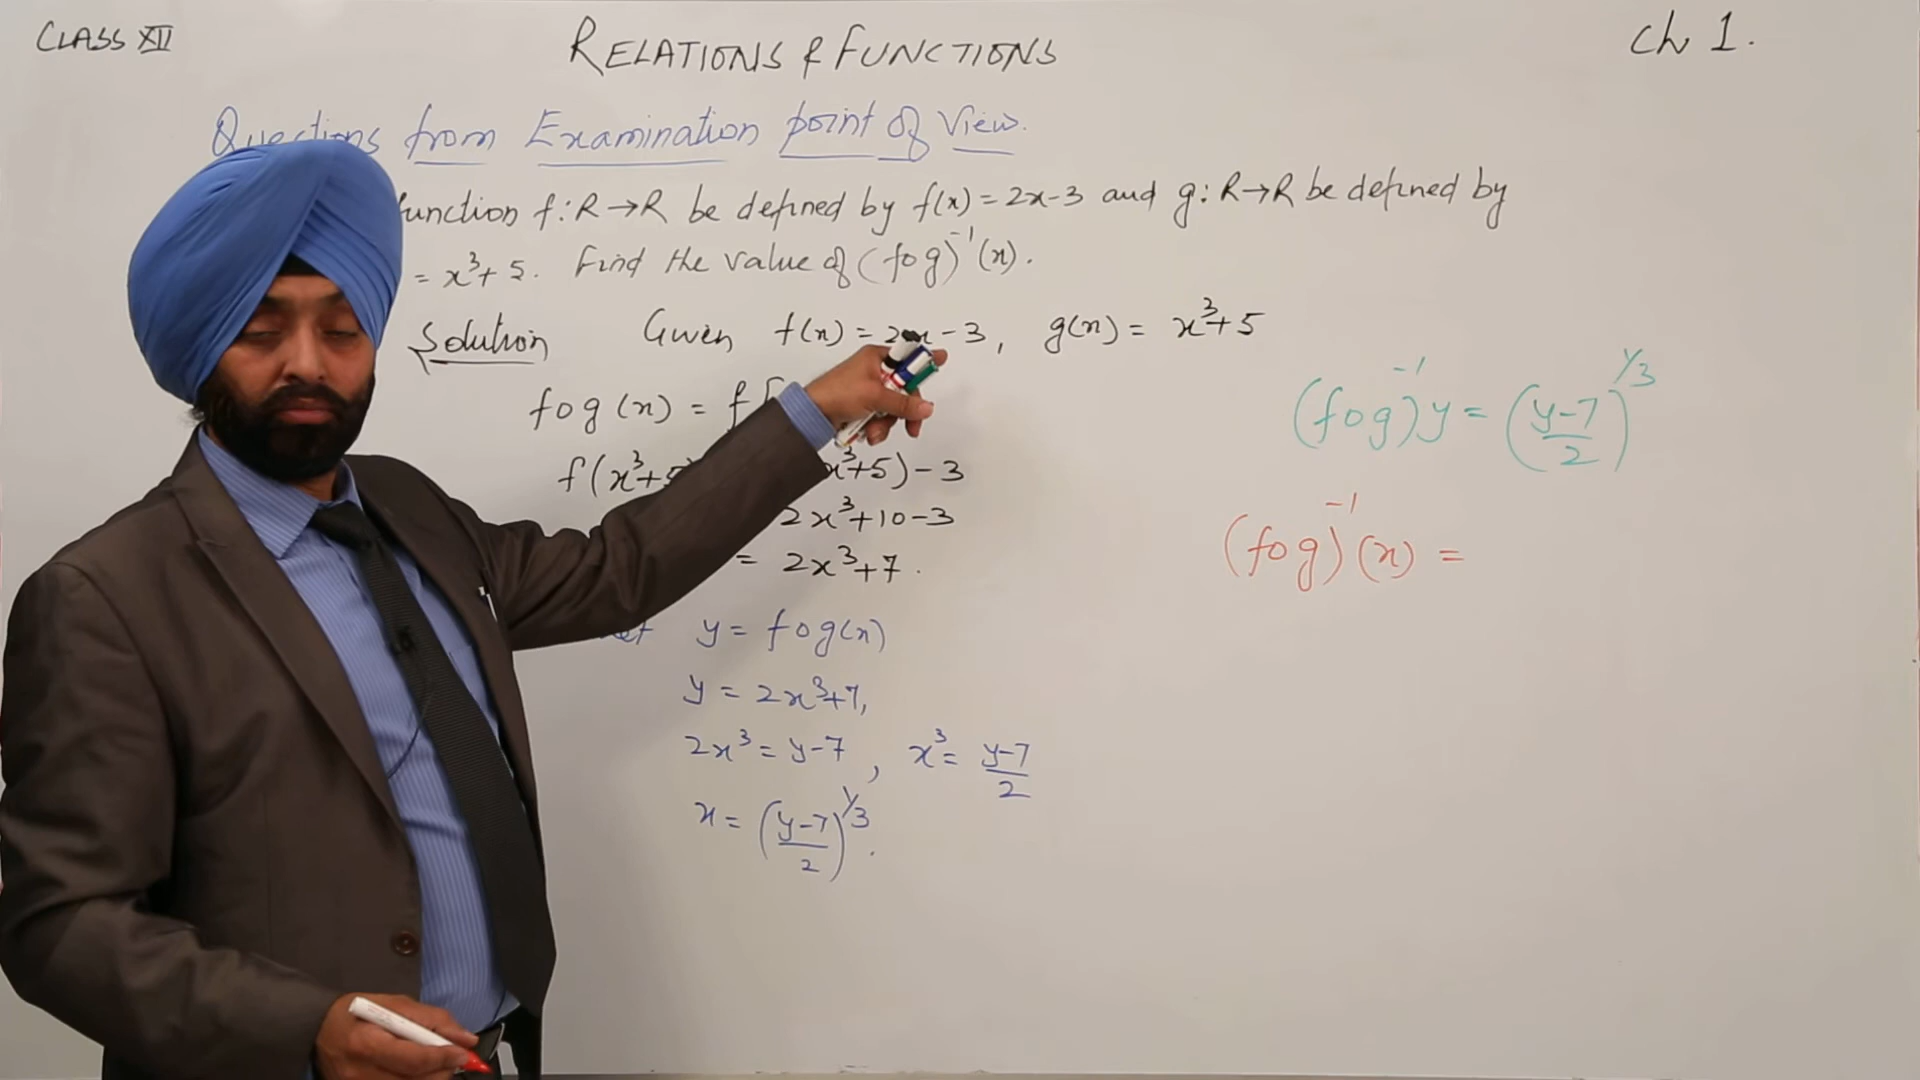 CLASS XII
RELATIONS & FUNCTIONS
Ch 1.
Questions from Examination point of View.
function f: R→R be defined by f(x) = 2x-3 and g: R→R be defined by
= x³+5. Find the value of (fog)⁻¹(x).
Solution Given f(x) = 2x-3, g(x) = x³+5
fog(x) = f[
f(x³+5) x³+5)-3
2x³+10-3
= 2x³+7.
Let y = fog(x)
y = 2x³+7,
2x³ = y-7, x³ = (y-7)/2
x = ((y-7)/2)^1/3.
(fog)⁻¹y = ((y-7)/2)^1/3
(fog)⁻¹(x) =